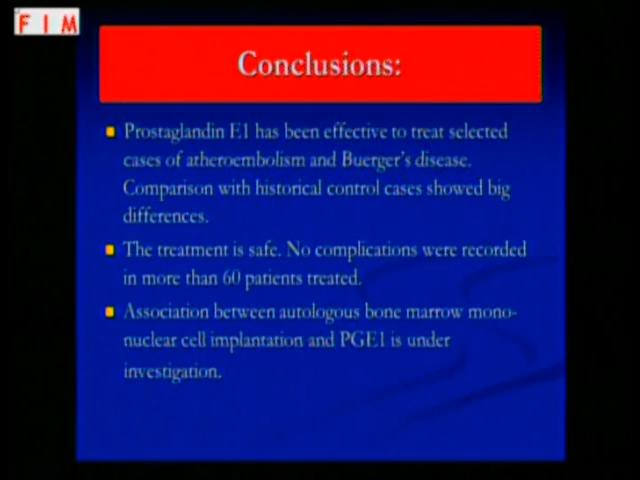 FIM
Conclusions:
Prostaglandin E1 has been effective to treat selected
cases of atheroembolism and Buerger's disease.
Comparison with historical control cases showed big
differences.
The treatment is safe. No complications were recorded
in more than 60 patients treated.
Association between autologous bone marrow mono-
nuclear cell implantation and PGE1 is under
investigation.